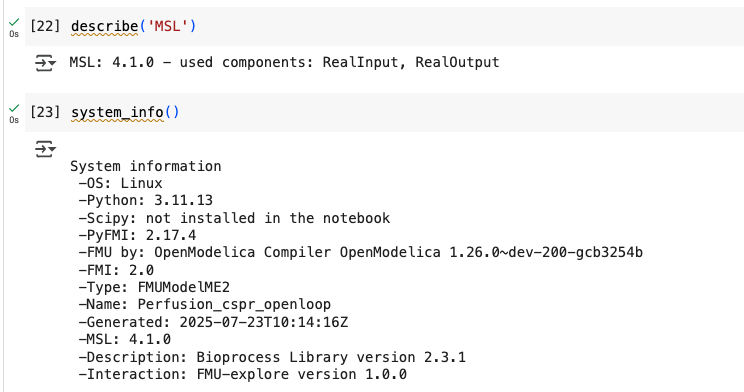 [22] describe('MSL')
0s
MSL: 4.1.0 - used components: RealInput, RealOutput
[23] system_info()
0s
System information
-OS: Linux
-Python: 3.11.13
-Scipy: not installed in the notebook
-PyFMI: 2.17.4
-FMU by: OpenModelica Compiler OpenModelica 1.26.0~dev-200-gcb3254b
-FMI: 2.0
-Type: FMUModelME2
-Name: Perfusion_cspr_openloop
-Generated: 2025-07-23T10:14:16Z
-MSL: 4.1.0
-Description: Bioprocess Library version 2.3.1
-Interaction: FMU-explore version 1.0.0